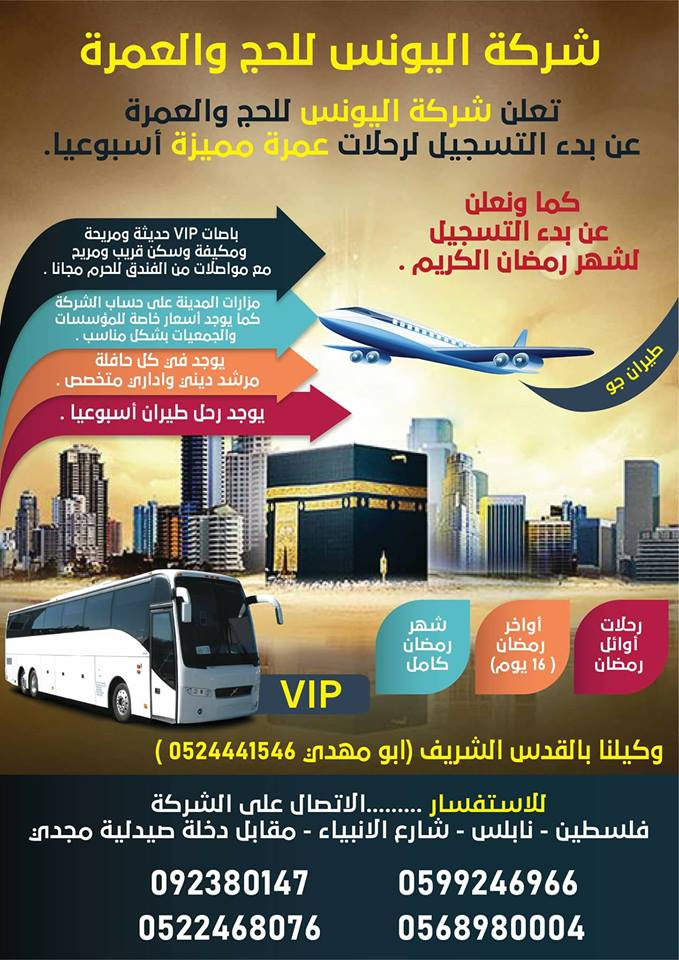 شركة اليونس للحج والعمرة
تعلن شركة اليونس للحج والعمرة
عن بدء التسجيل لرحلات عمرة مميزة أسبوعيا.
كما ونعلن
عن بدء التسجيل
لشهر رمضان الكريم .
باصات VIP حديثة ومريحة
ومكيفة وسكن قريب ومريح
مع مواصلات من الفندق للحرم مجانا .
مزارات المدينة على حساب الشركة
كما يوجد أسعار خاصة للمؤسسات
والجمعيات بشكل مناسب .
يوجد في كل حافلة
مرشد ديني واداري متخصص .
يوجد رحل طيران أسبوعيا .
طيران جو
رحلات
أوائل
رمضان
أواخر
رمضان
( 16 يوم)
شهر
رمضان
كامل
VIP
وكيلنا بالقدس الشريف (ابو مهدي 0524441546 )
للاستفسار .........الاتصال على الشركة
فلسطين - نابلس - شارع الانبياء - مقابل دخلة صيدلية مجدي
092380147 0599246966
0522468076 0568980004